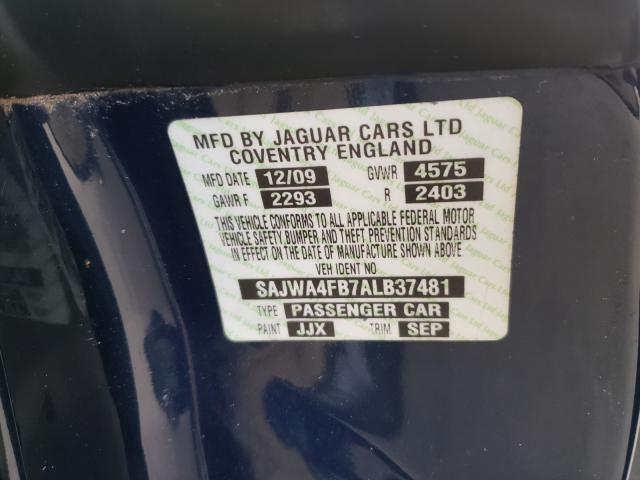 MFD BY JAGUAR CARS LTD
COVENTRY ENGLAND
MFD DATE 12/09 GVWR 4575
GAWR F 2293 R 2403
THIS VEHICLE CONFORMS TO ALL APPLICABLE FEDERAL MOTOR
VEHICLE SAFETY BUMPER AND THEFT PREVENTION STANDARDS
IN EFFECT ON THE DATE OF MANUFACTURE SHOWN ABOVE
VEH IDENT NO
SAJWA4FB7ALB37481
TYPE PASSENGER CAR
PAINT JJX TRIM SEP